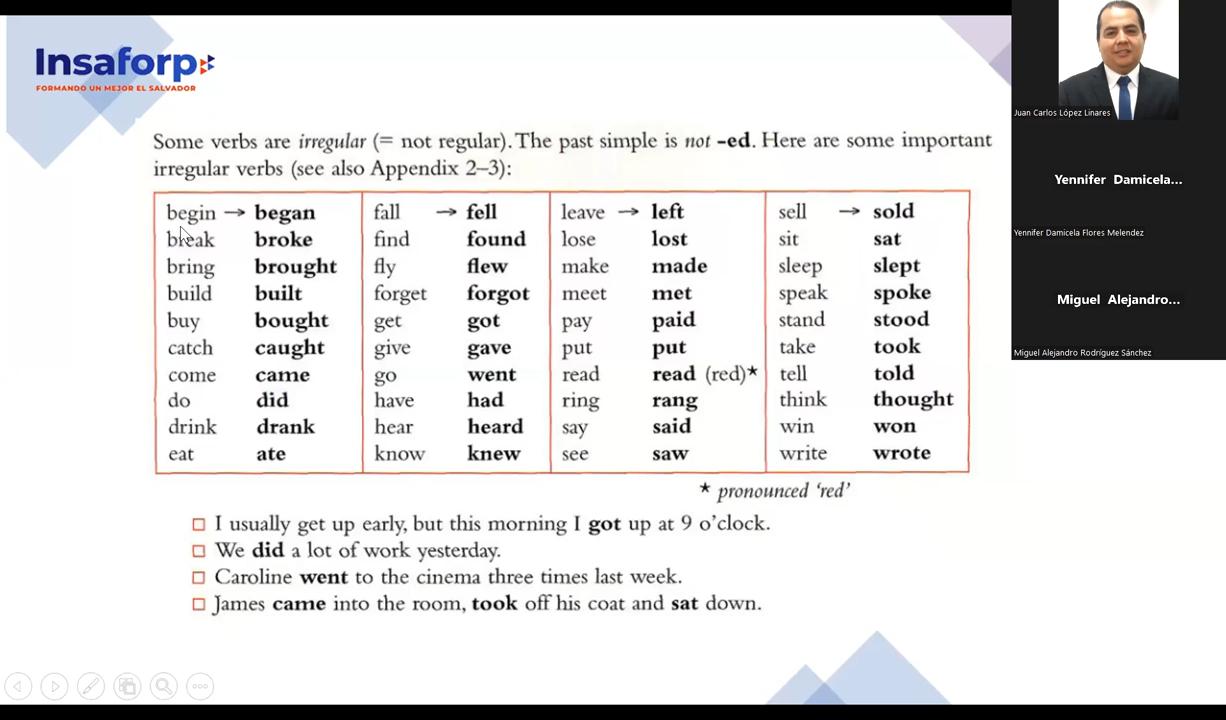 Insaforp
FORMANDO UN MEJOR EL SALVADOR
Some verbs are irregular (= not regular). The past simple is not -ed. Here are some important
irregular verbs (see also Appendix 2–3):
begin → began
break broke
bring brought
build built
buy bought
catch caught
come came
do did
drink drank
eat ate
fall → fell
find found
fly flew
forget forgot
get got
give gave
go went
have had
hear heard
know knew
leave → left
lose lost
make made
meet met
pay paid
put put
read read (red)*
ring rang
say said
see saw
sell → sold
sit sat
sleep slept
speak spoke
stand stood
take took
tell told
think thought
win won
write wrote
* pronounced ‘red’
I usually get up early, but this morning I got up at 9 o’clock.
We did a lot of work yesterday.
Caroline went to the cinema three times last week.
James came into the room, took off his coat and sat down.
Juan Carlos López Linares
Yennifer Damicela...
Yennifer Damicela Flores Melendez
Miguel Alejandro...
Miguel Alejandro Rodríguez Sánchez